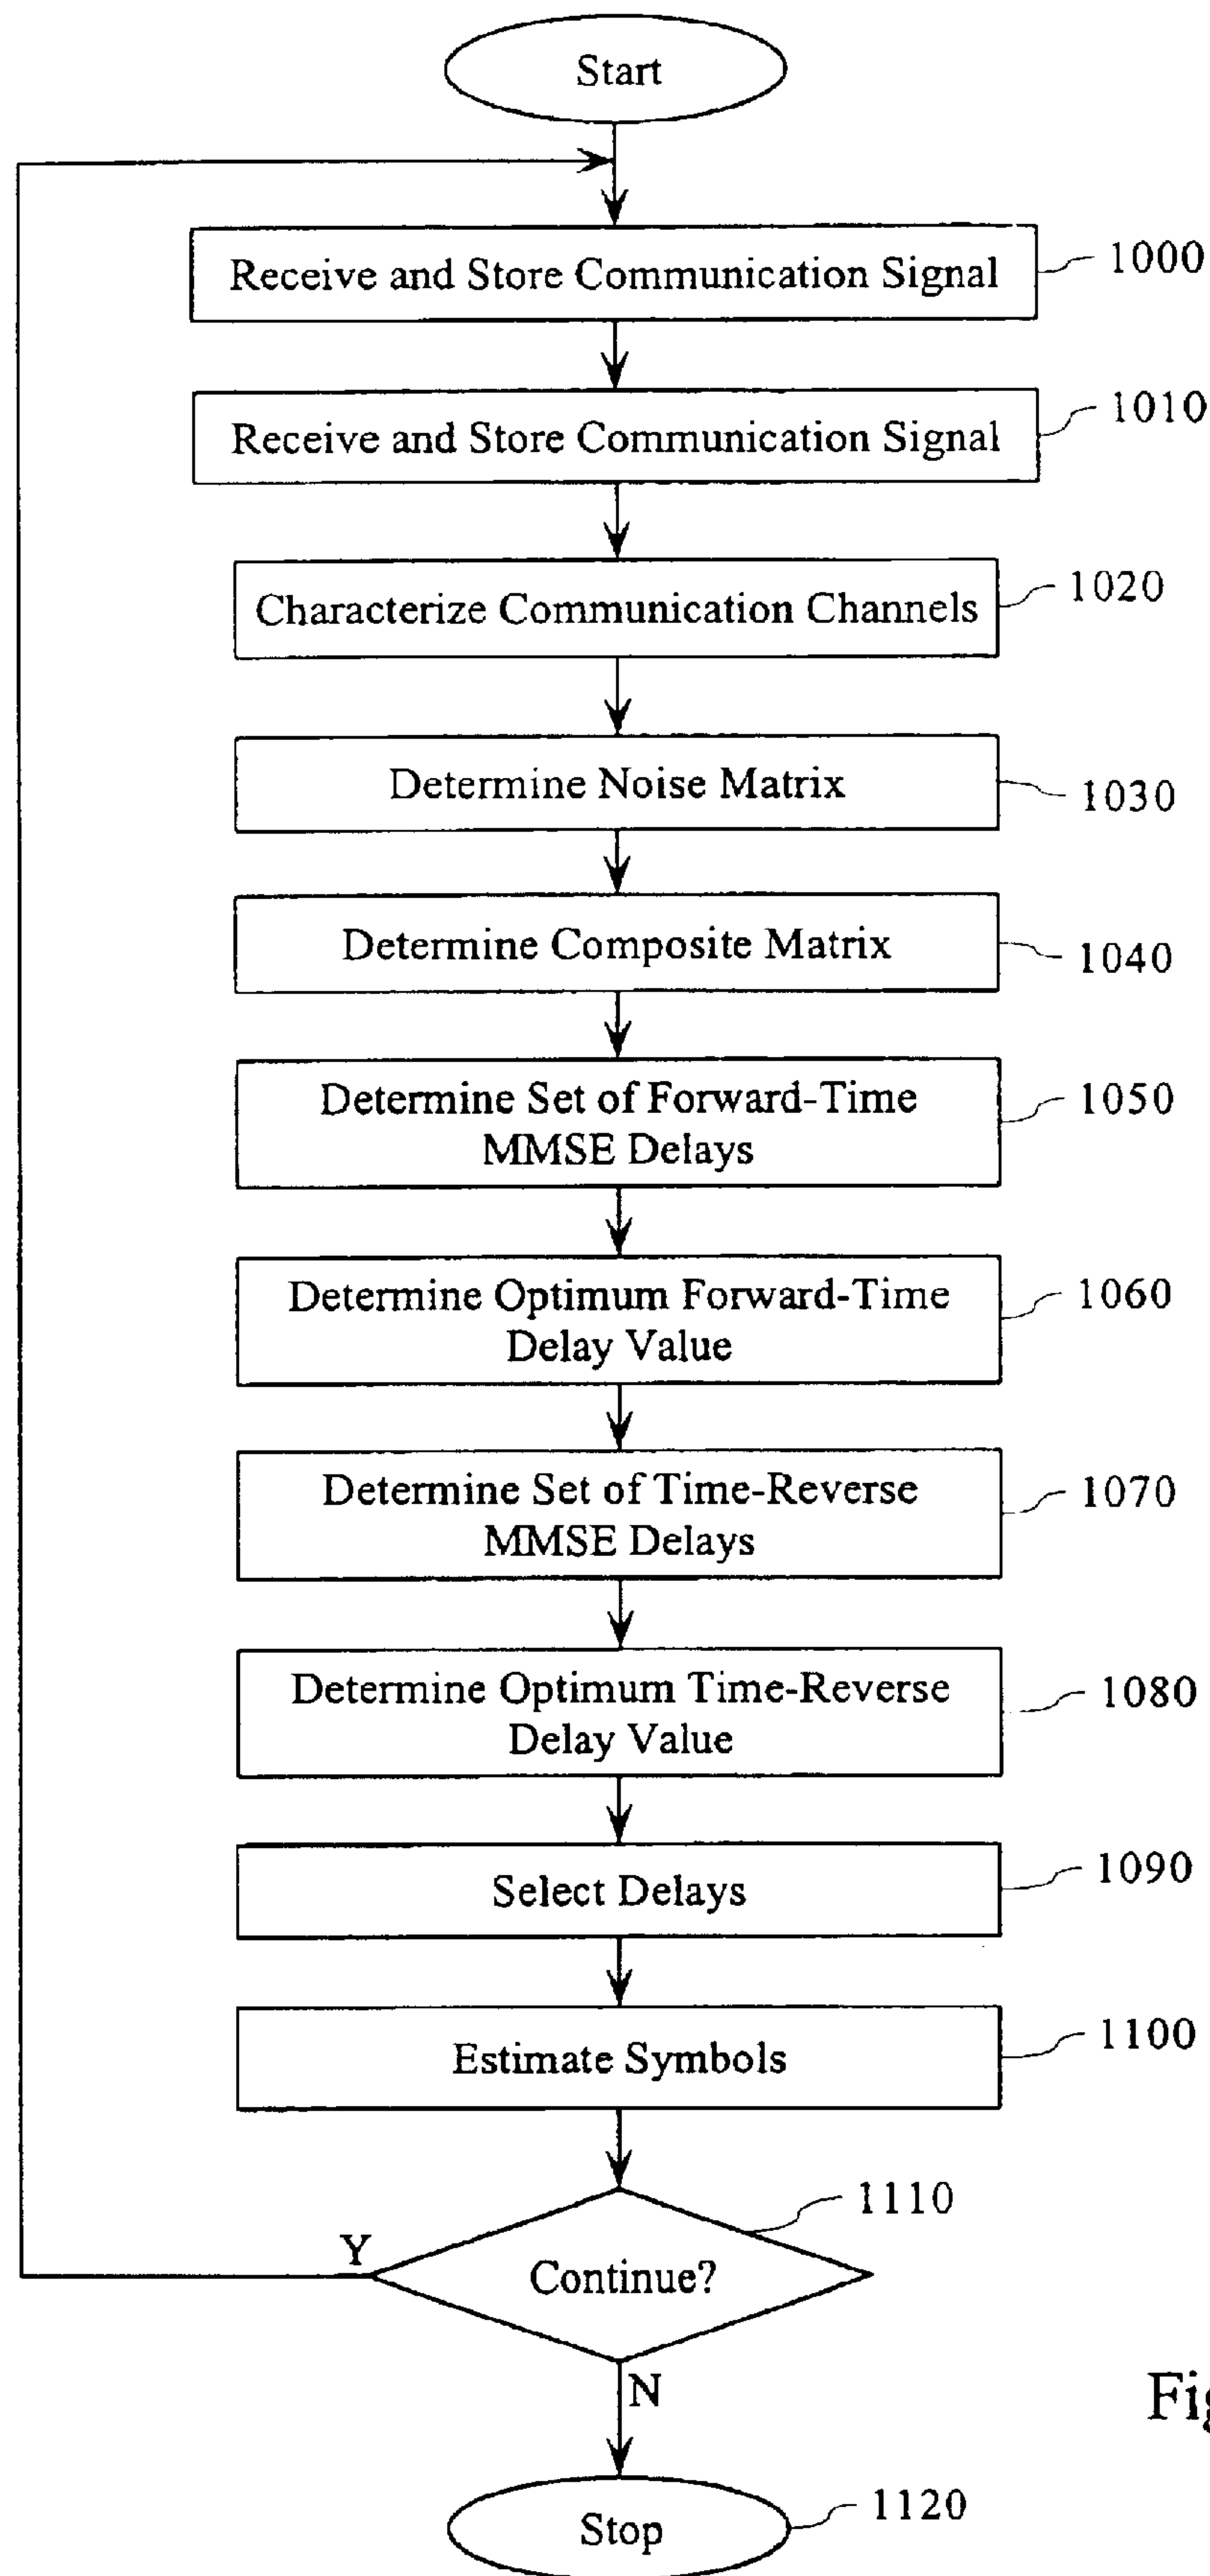 Start
Receive and Store Communication Signal
1000
Receive and Store Communication Signal
1010
Characterize Communication Channels
1020
Determine Noise Matrix
1030
Determine Composite Matrix
1040
Determine Set of Forward-Time
MMSE Delays
1050
Determine Optimum Forward-Time
Delay Value
1060
Determine Set of Time-Reverse
MMSE Delays
1070
Determine Optimum Time-Reverse
Delay Value
1080
Select Delays
1090
Estimate Symbols
1100
1110
Y
Continue?
N
Stop
1120